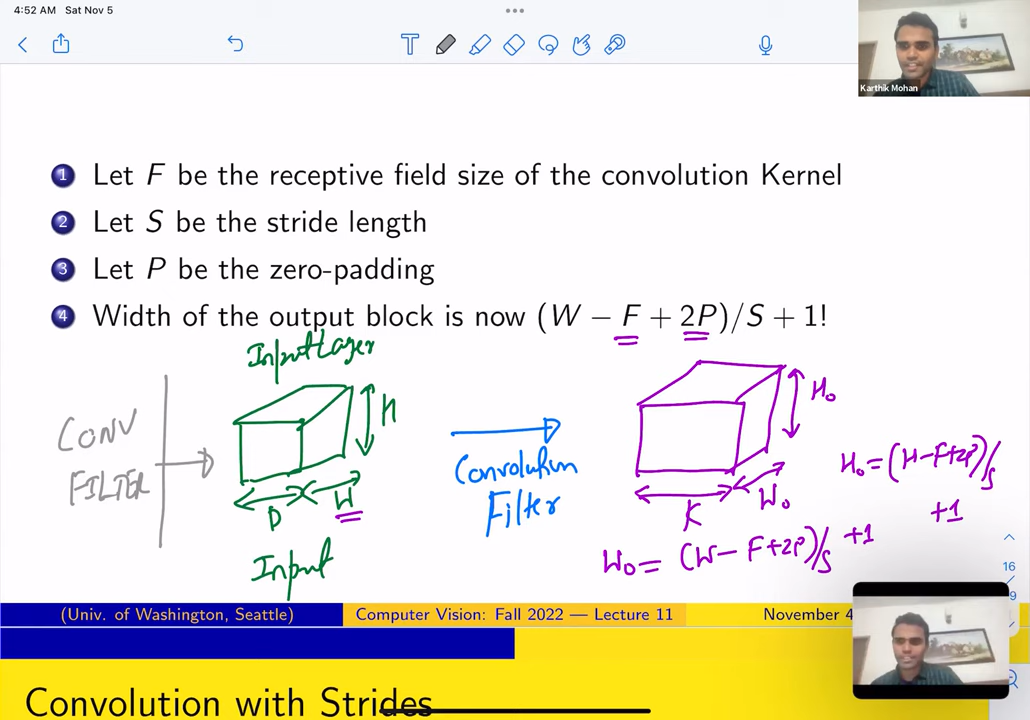 4:52 AM Sat Nov 5
T
Karthik Mohan
1 Let F be the receptive field size of the convolution Kernel
2 Let S be the stride length
3 Let P be the zero-padding
4 Width of the output block is now (W − F + 2P)/S + 1!
Input Layer
CONV
FILTER
H
D
W
Input
Convolution
Filter
H₀
K
W₀
H₀ = (H−F+2P)/S
+1
W₀ = (W−F+2P)/S +1
16
9
(Univ. of Washington, Seattle)
Computer Vision: Fall 2022 — Lecture 11
November 4
Convolution with Strides